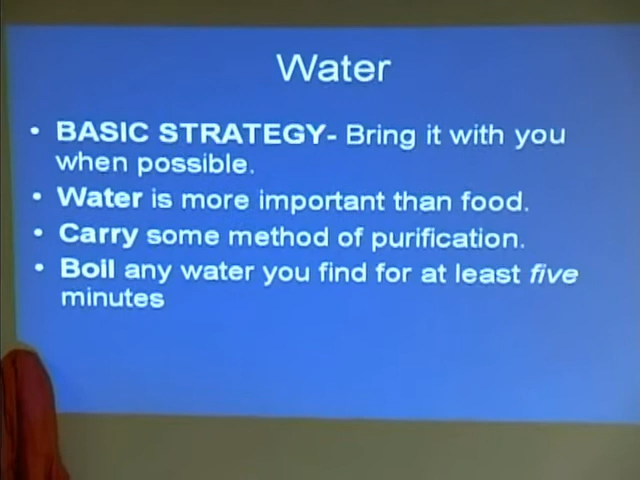 Water
• BASIC STRATEGY- Bring it with you
when possible.
• Water is more important than food.
• Carry some method of purification.
• Boil any water you find for at least five
minutes